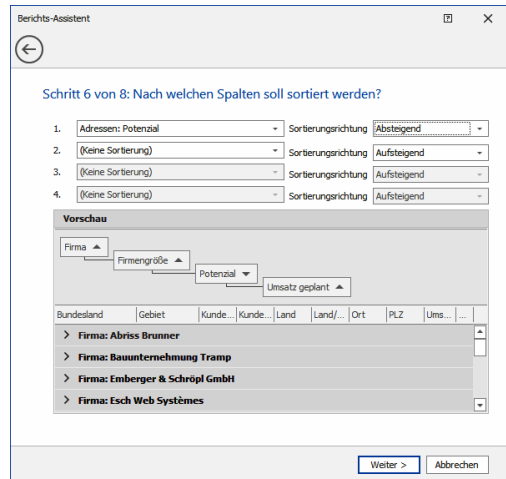 Berichts-Assistent
Schritt 6 von 8: Nach welchen Spalten soll sortiert werden?
1. Adressen: Potenzial Sortierungsrichtung Absteigend
2. (Keine Sortierung) Sortierungsrichtung Aufsteigend
3. (Keine Sortierung) Sortierungsrichtung Aufsteigend
4. (Keine Sortierung) Sortierungsrichtung Aufsteigend
Vorschau
Firma
Firmengröße
Potenzial
Umsatz geplant
Bundesland Gebiet Kunde... Kunde... Land Land/... Ort PLZ Ums... ...
Firma: Abriss Brunner
Firma: Bauunternehmung Tramp
Firma: Emberger & Schröpl GmbH
Firma: Esch Web Systèmes
Weiter > Abbrechen